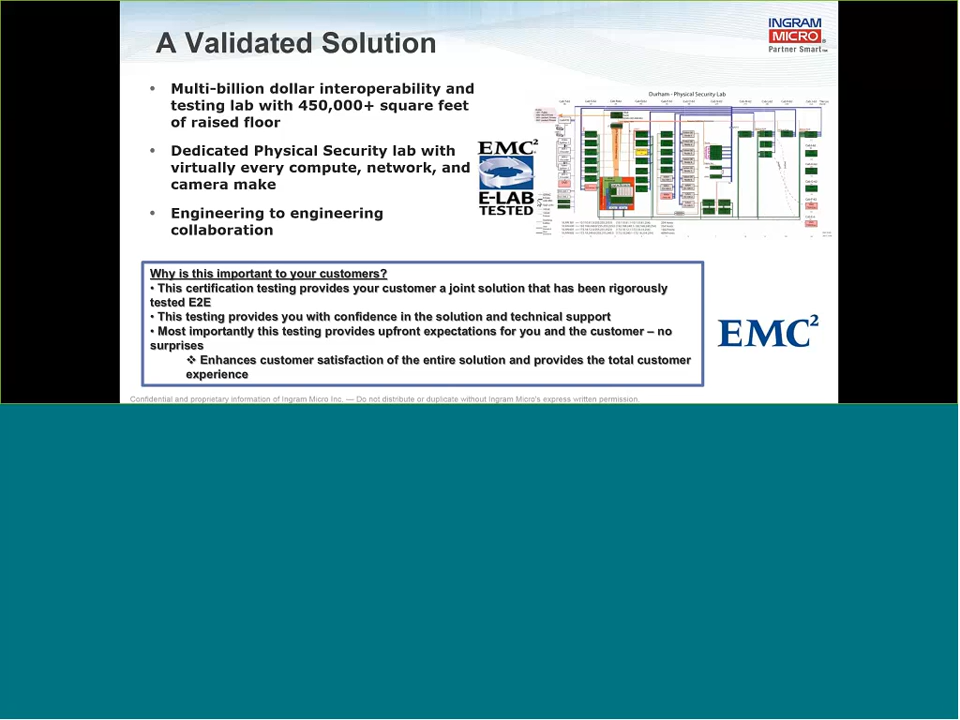 A Validated Solution
INGRAM
MICRO
Partner Smart
• Multi-billion dollar interoperability and
testing lab with 450,000+ square feet
of raised floor
• Dedicated Physical Security lab with
virtually every compute, network, and
camera make
• Engineering to engineering
collaboration
EMC²
E-LAB
TESTED
Durham - Physical Security Lab
Why is this important to your customers?
• This certification testing provides your customer a joint solution that has been rigorously
tested E2E
• This testing provides you with confidence in the solution and technical support
• Most importantly this testing provides upfront expectations for you and the customer – no
surprises
❖ Enhances customer satisfaction of the entire solution and provides the total customer
experience
EMC²
Confidential and proprietary information of Ingram Micro Inc. — Do not distribute or duplicate without Ingram Micro's express written permission.